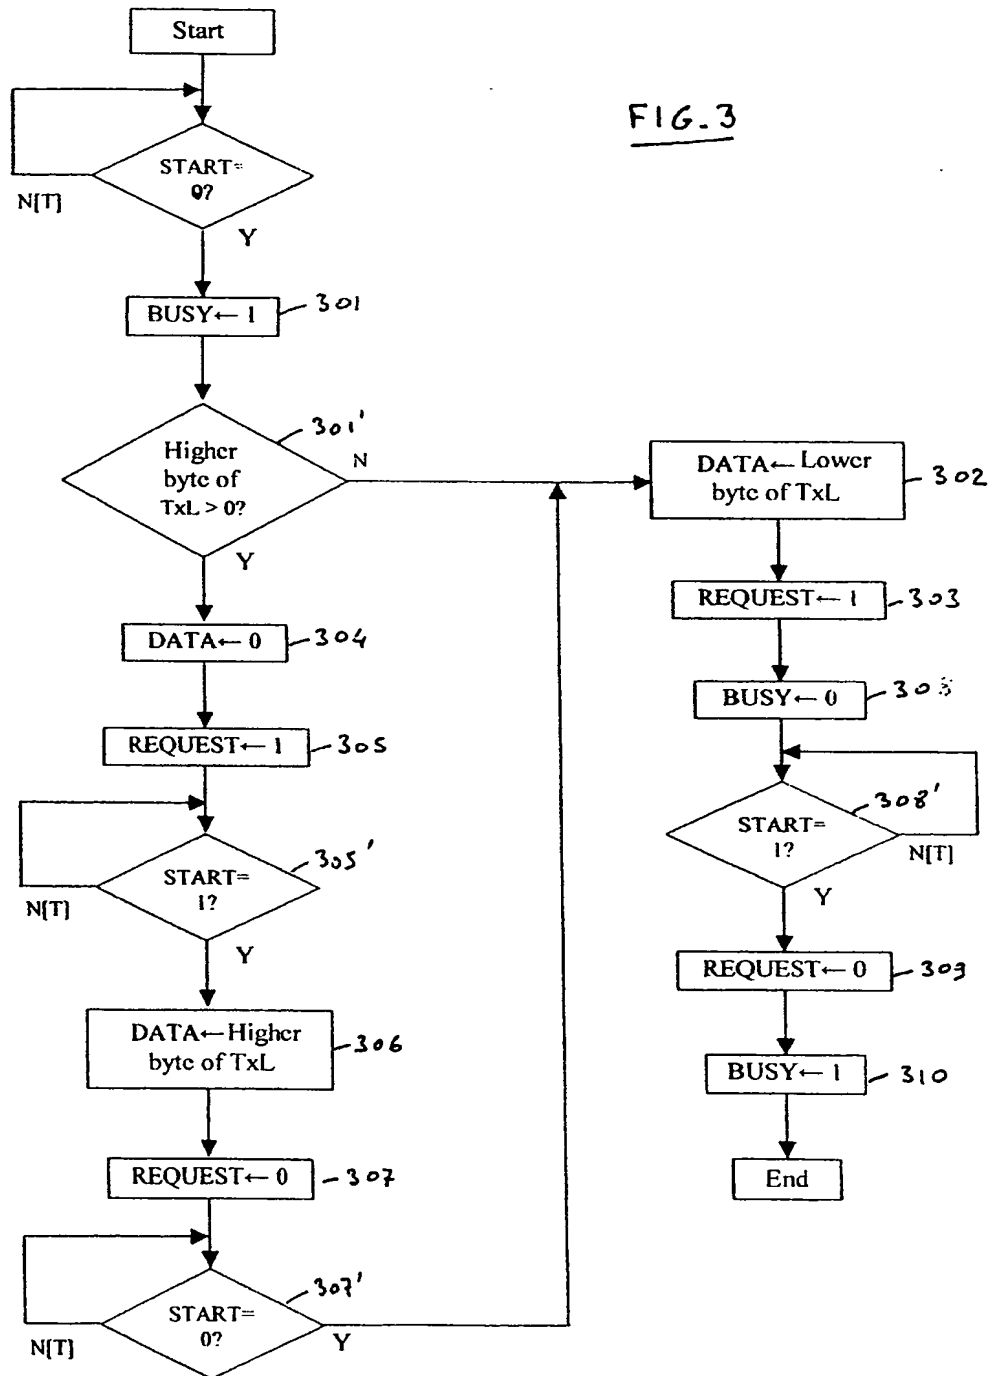 Start
FIG. 3
START=
0?
N[T]
Y
BUSY← 1
301
Higher
byte of
TxL > 0?
301'
N
Y
DATA← 0
304
REQUEST← 1
305
START=
1?
305'
N[T]
Y
DATA←Higher
byte of TxL
306
REQUEST← 0
307
START=
0?
307'
N[T]
Y
DATA← Lower
byte of TxL
302
REQUEST← 1
303
BUSY← 0
START=
1?
308'
N[T]
Y
REQUEST← 0
309
BUSY← 1
310
End